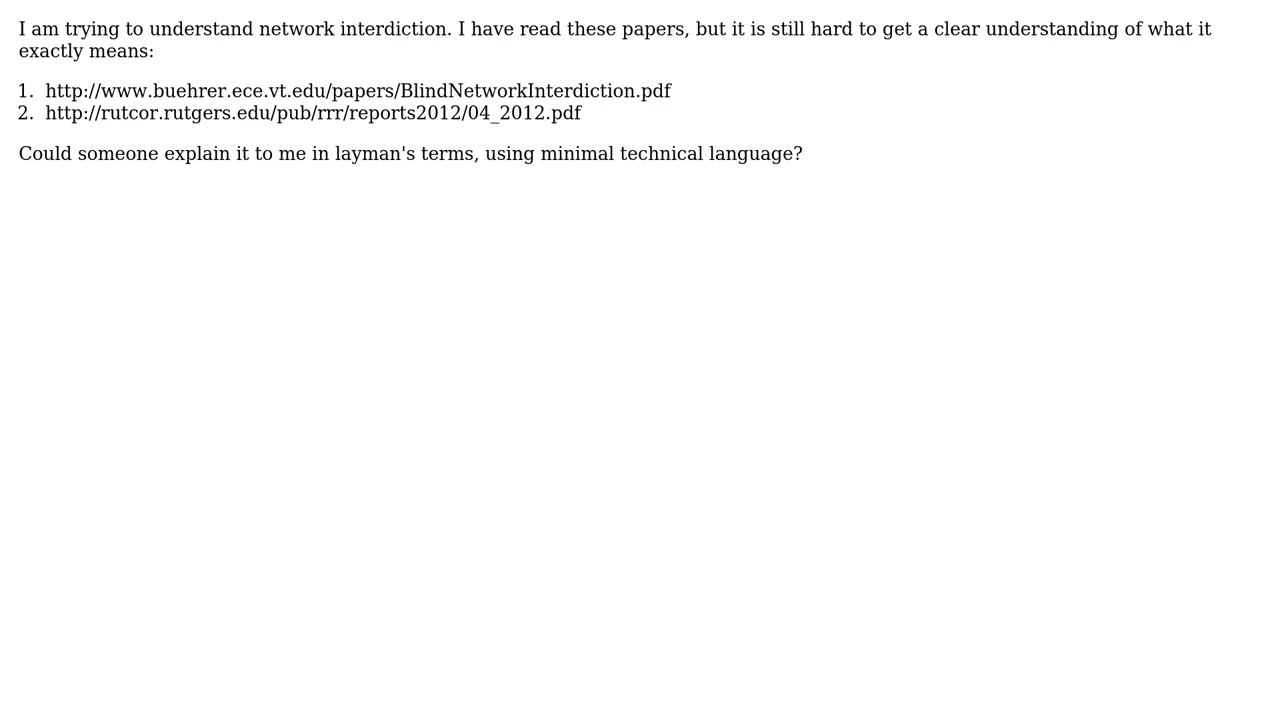 I am trying to understand network interdiction. I have read these papers, but it is still hard to get a clear understanding of what it
exactly means:
1. http://www.buehrer.ece.vt.edu/papers/BlindNetworkInterdiction.pdf
2. http://rutcor.rutgers.edu/pub/rrr/reports2012/04_2012.pdf
Could someone explain it to me in layman's terms, using minimal technical language?